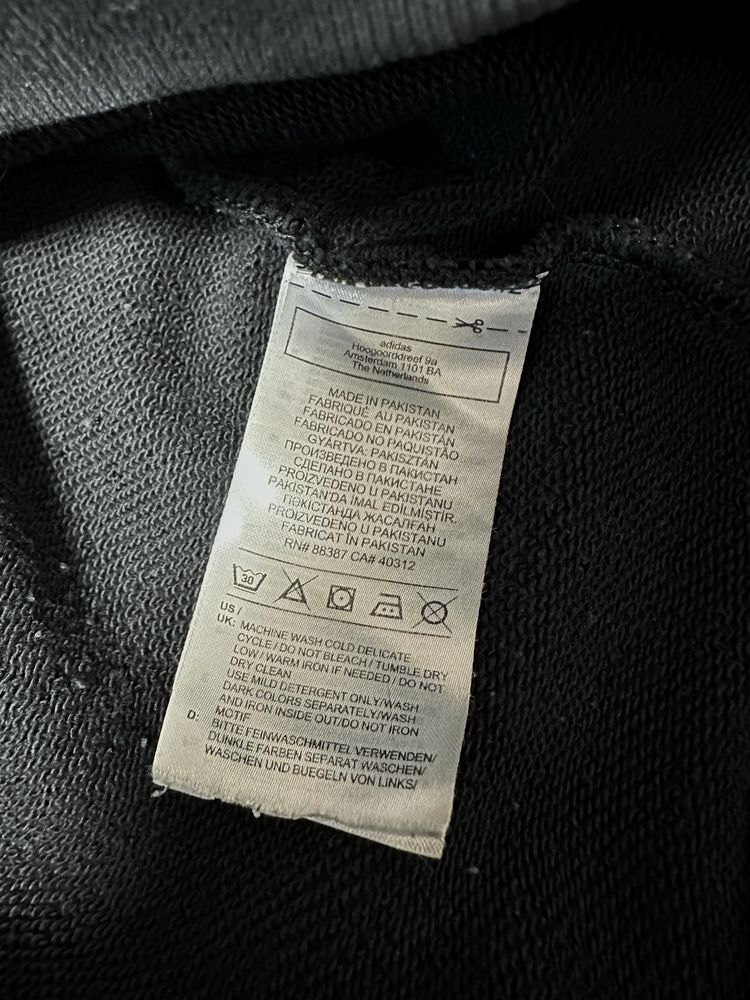 adidas
Hoogoorddreef 9a
Amsterdam 1101 BA
The Netherlands
MADE IN PAKISTAN
FABRIQUÉ AU PAKISTAN
FABRICADO EN PAKISTÁN
FABRICADO NO PAQUISTÃO
GYÁRTVA: PAKISZTÁN
ПРОИЗВЕДЕНО В ПАКИСТАН
СДЕЛАНО В ПАКИСТАНЕ
PROIZVEDENO U PAKISTANU
PAKİSTAN'DA İMAL EDİLMİŞTİR.
ПӘКІСТАНДА ЖАСАЛҒАН
PROIZVEDENO U PAKISTANU
FABRICAT ÎN PAKISTAN
RN# 88387 CA# 40312
30
US /
UK: MACHINE WASH COLD DELICATE
CYCLE / DO NOT BLEACH / TUMBLE DRY
LOW / WARM IRON IF NEEDED / DO NOT
DRY CLEAN
USE MILD DETERGENT ONLY/WASH
DARK COLORS SEPARATELY/WASH
AND IRON INSIDE OUT/DO NOT IRON
MOTIF
D: BITTE FEINWASCHMITTEL VERWENDEN/
DUNKLE FARBEN SEPARAT WASCHEN/
WASCHEN UND BUEGELN VON LINKS/